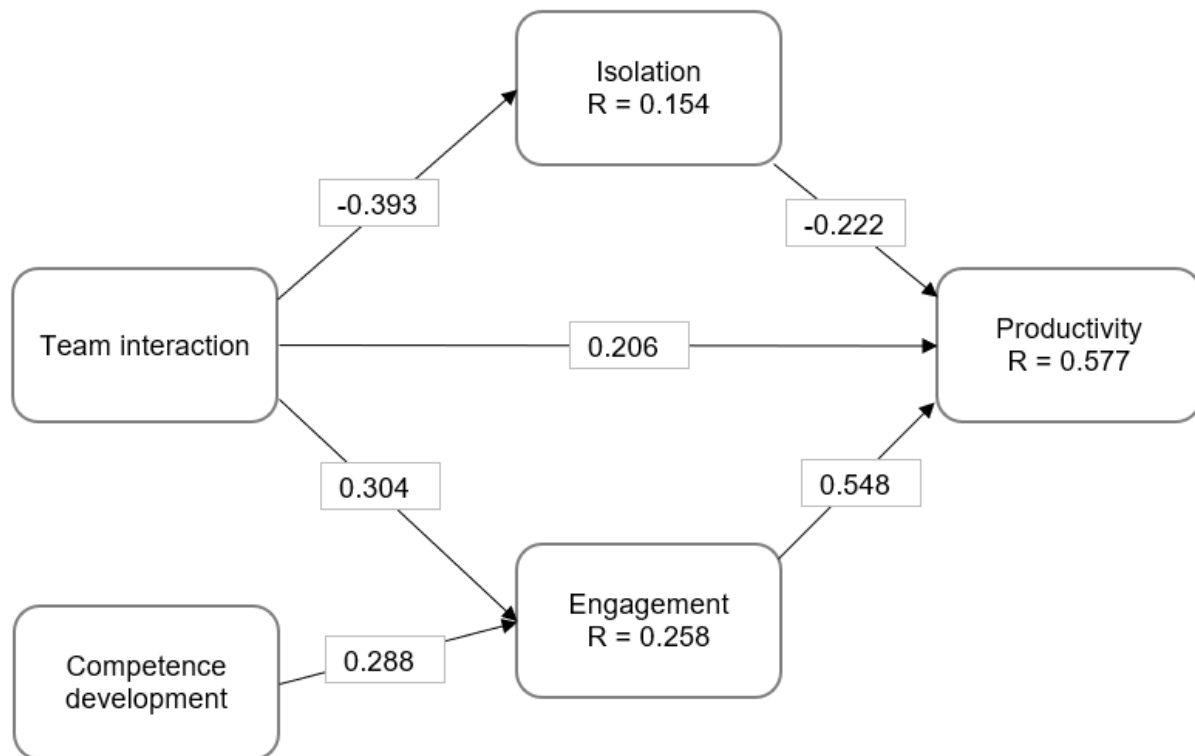 Isolation
R = 0.154
-0.393
-0.222
Team interaction
0.206
Productivity
R = 0.577
0.304
0.548
Engagement
R = 0.258
Competence
development
0.288